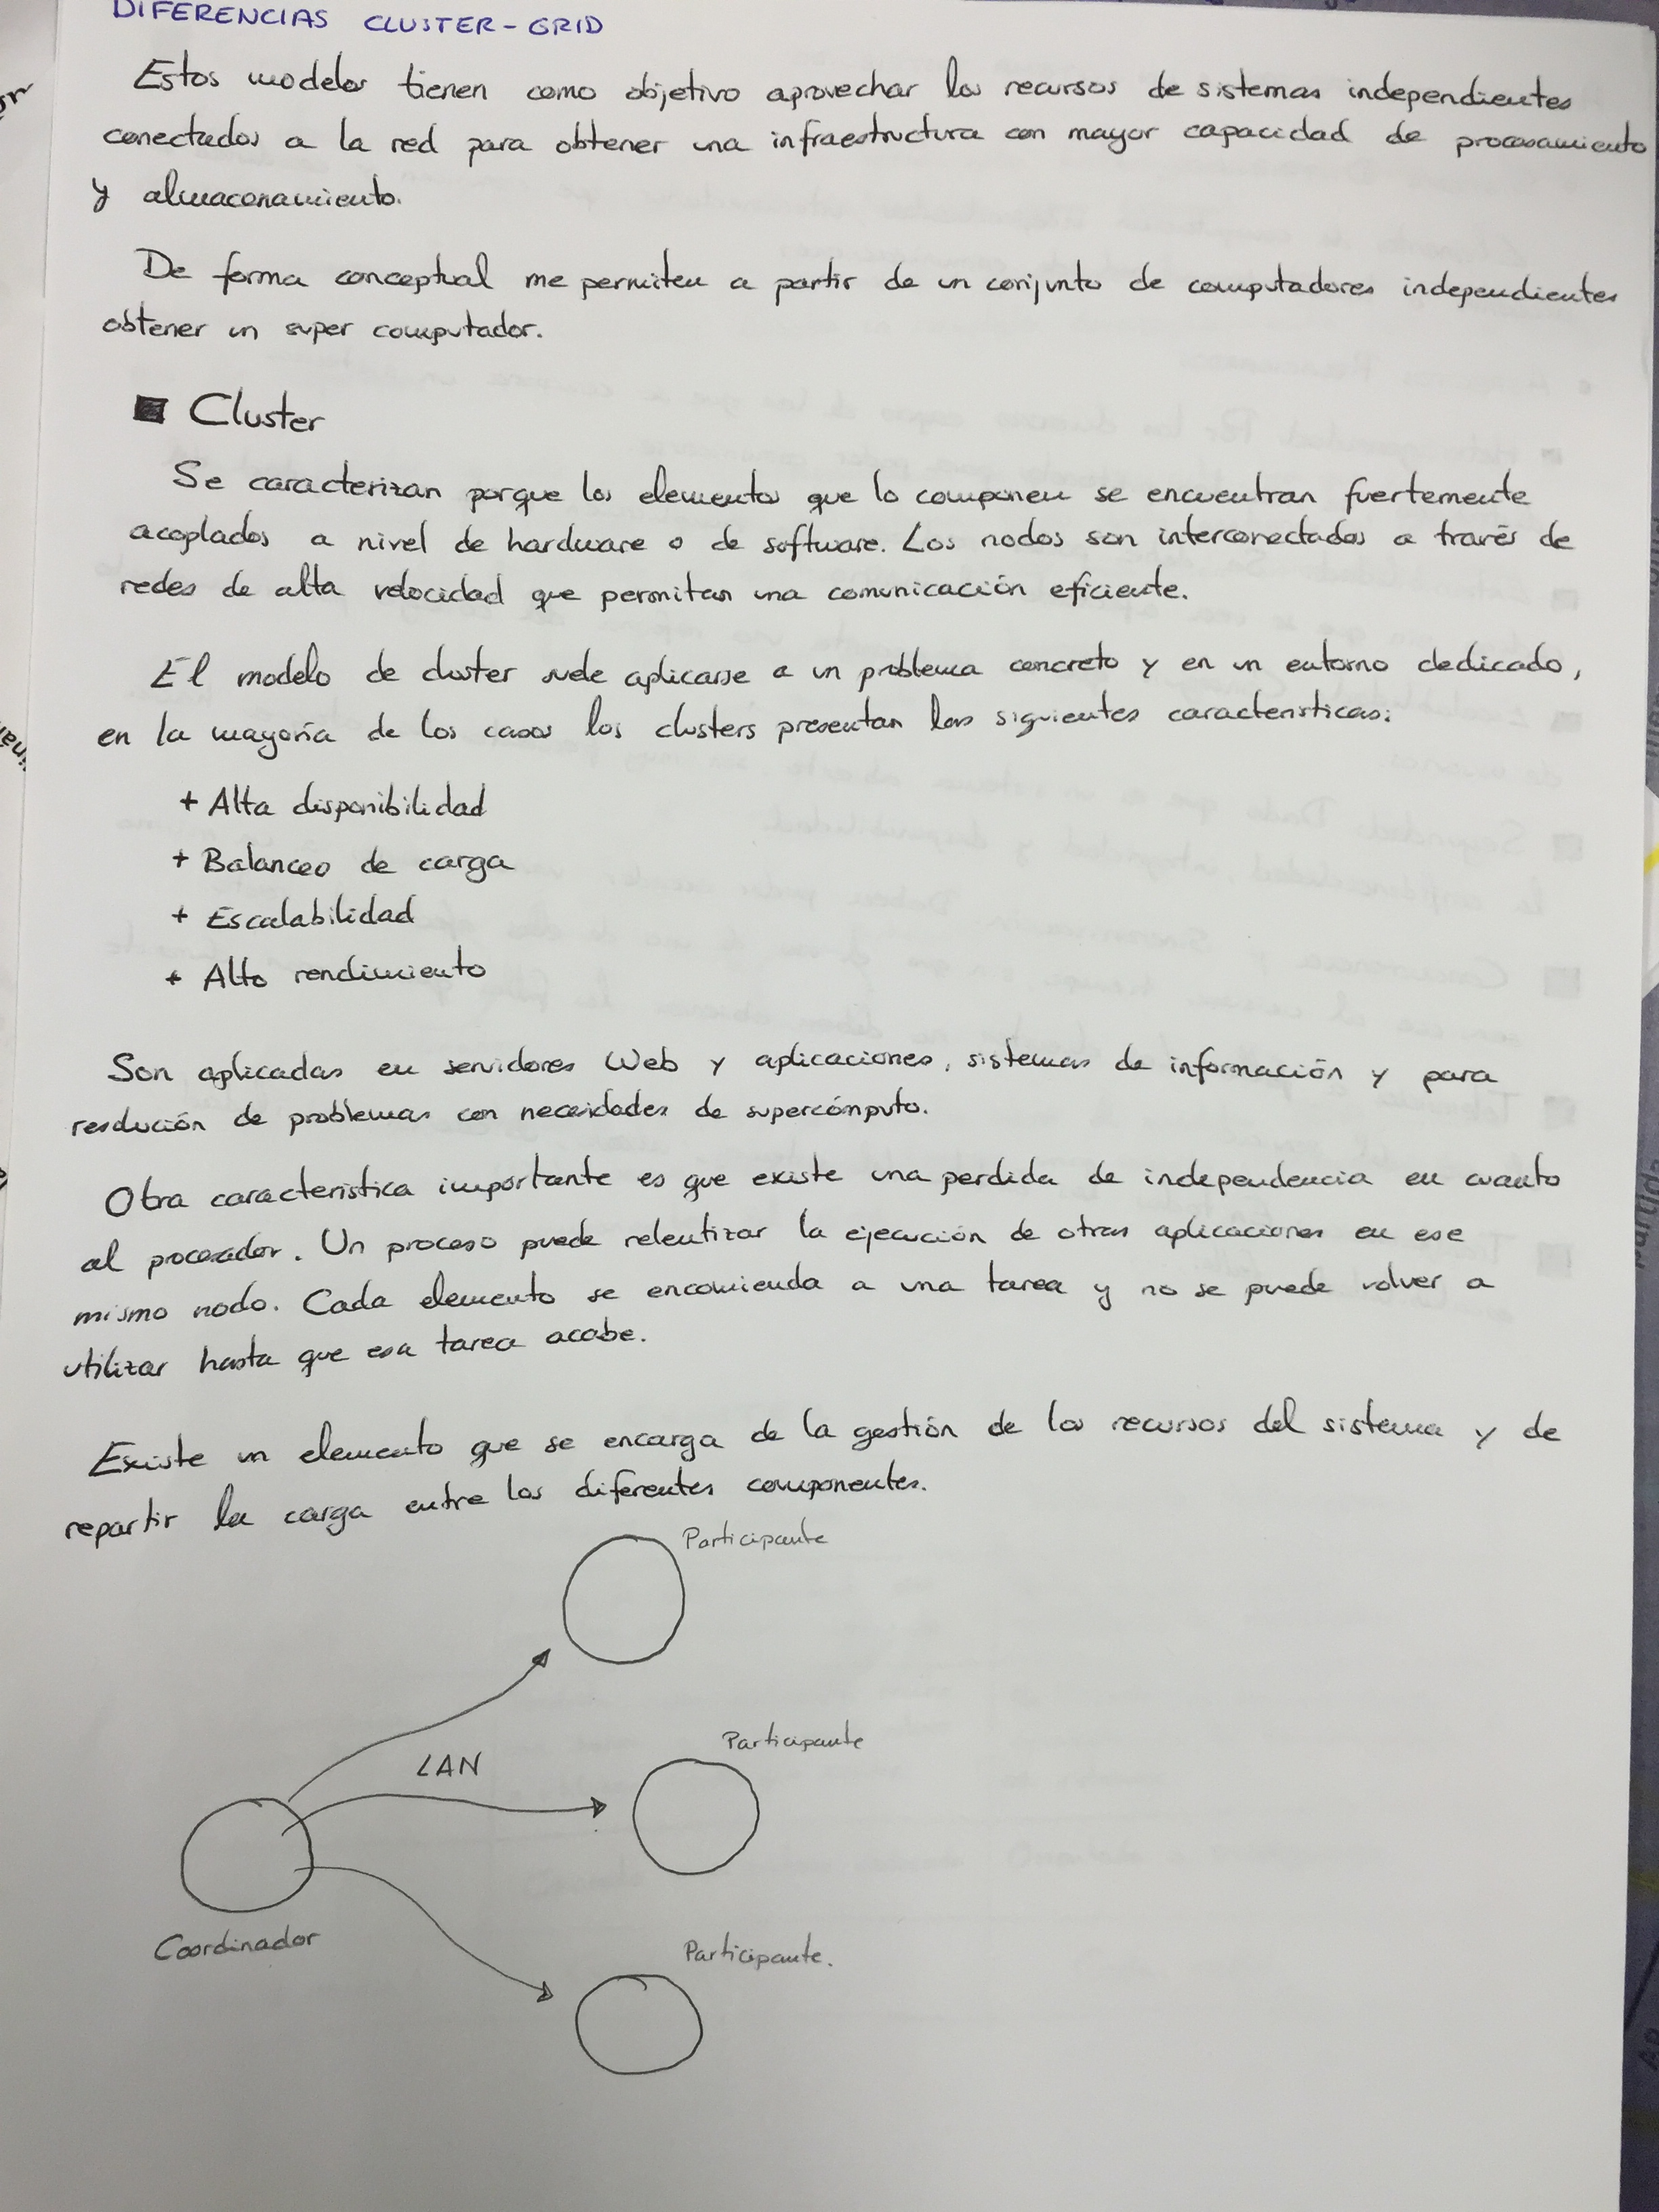 DIFERENCIAS CLUSTER - GRID
Estos modelos tienen como objetivo aprovechar los recursos de sistemas independientes
conectados a la red para obtener una infraestructura con mayor capacidad de procesamiento
y almacenamiento.
De forma conceptual me permiten a partir de un conjunto de computadores independientes
obtener un super computador.
Cluster
Se caracterizan porque los elementos que lo componen se encuentran fuertemente
acoplados a nivel de hardware o de software. Los nodos son interconectados a través de
redes de alta velocidad que permitan una comunicación eficiente.
El modelo de cluster suele aplicarse a un problema concreto y en un entorno dedicado,
en la mayoría de los casos los clusters presentan las siguientes características:
+ Alta disponibilidad
+ Balanceo de carga
+ Escalabilidad
+ Alto rendimiento
Son aplicadas en servidores Web y aplicaciones, sistemas de información y para
resolución de problemas con necesidades de supercómputo.
Otra característica importante es que existe una perdida de independencia en cuanto
al procesador. Un proceso puede relentizar la ejecución de otras aplicaciones en ese
mismo nodo. Cada elemento se encomienda a una tarea y no se puede volver a
utilizar hasta que esa tarea acabe.
Existe un elemento que se encarga de la gestión de los recursos del sistema y de
repartir la carga entre los diferentes componentes.
Participante
Participante
LAN
Coordinador
Participante.